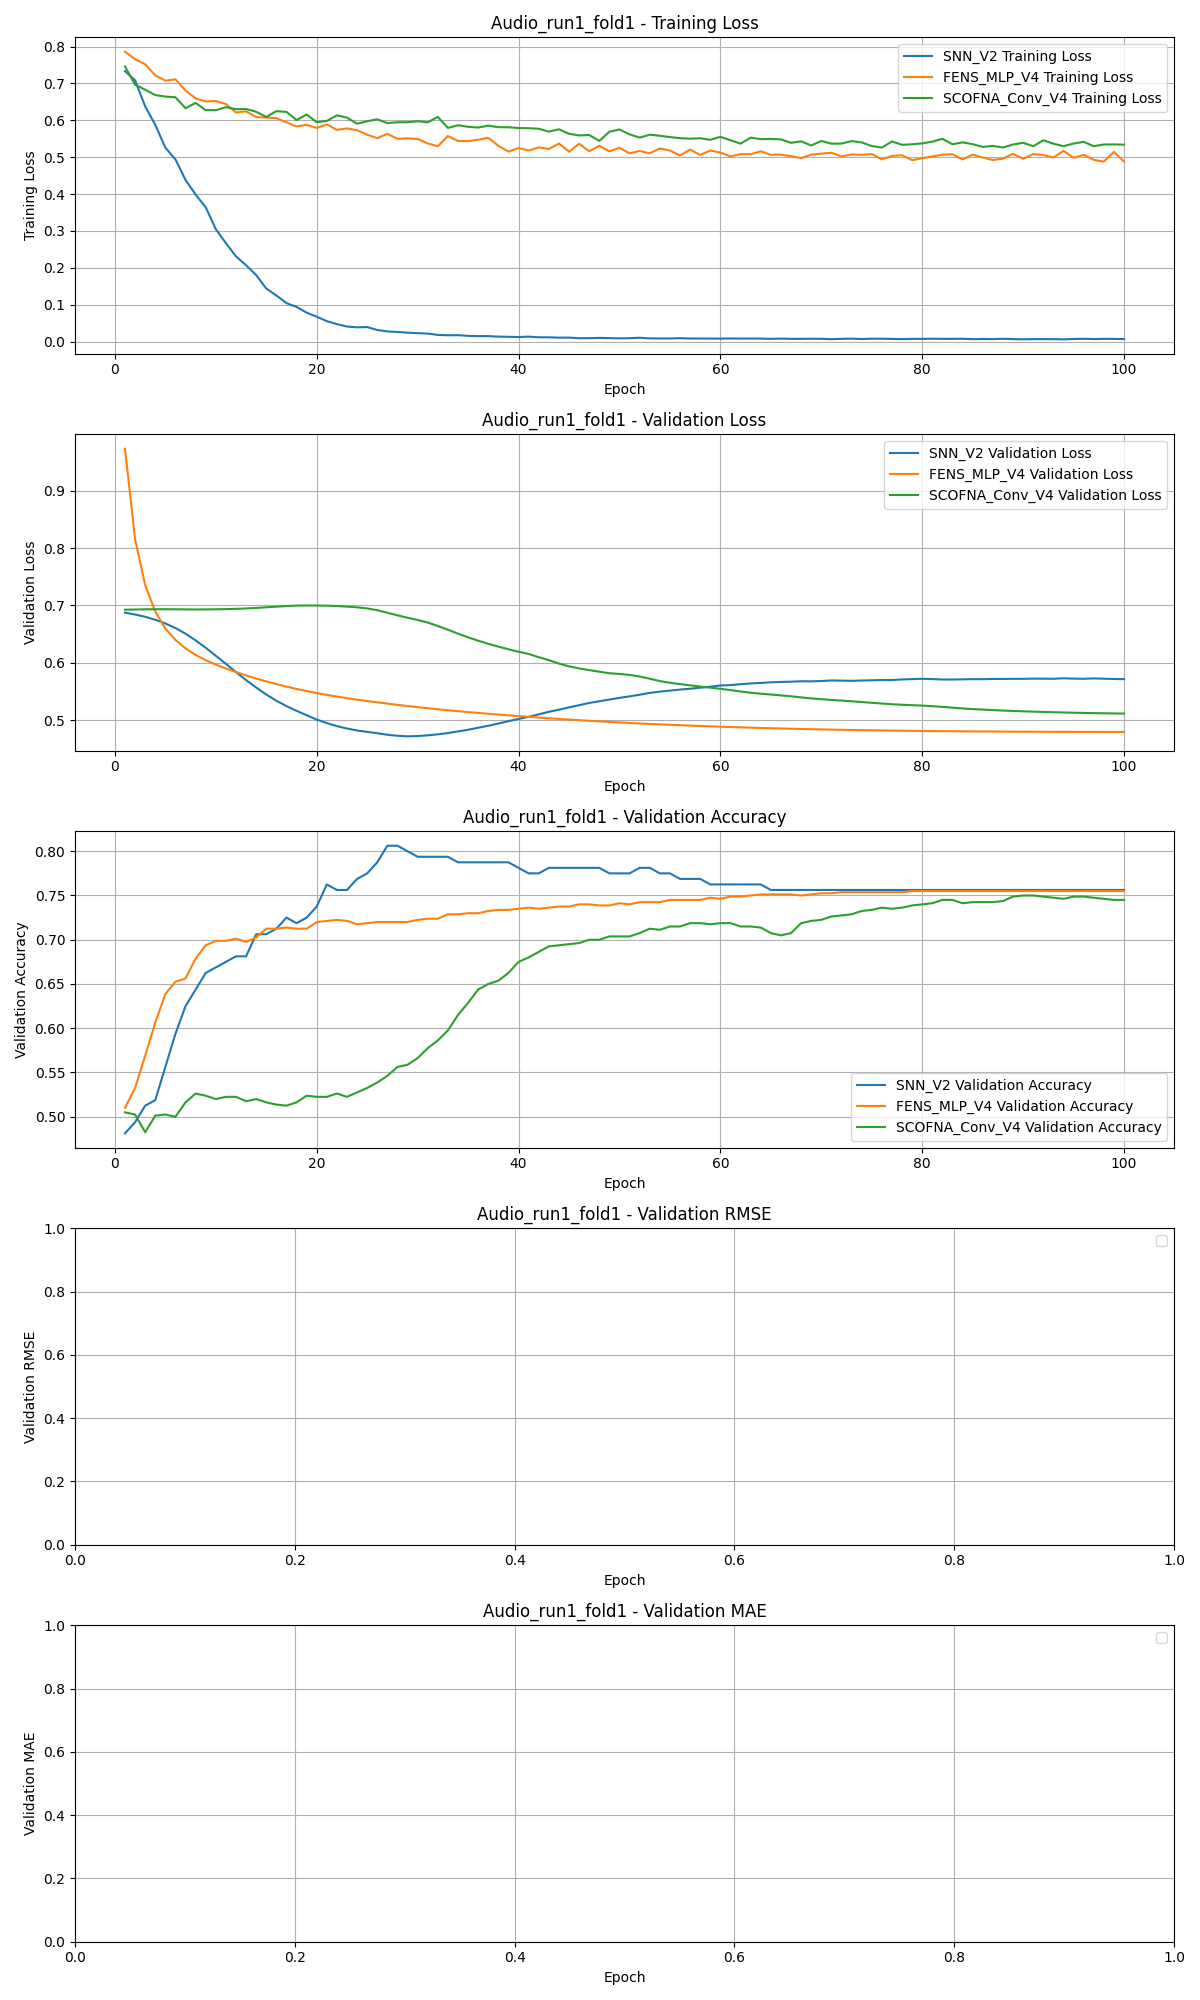 Audio_run1_fold1 - Training Loss
0.8
0.7
0.6
0.5
0.4
0.3
0.2
0.1
0.0
Training Loss
SNN_V2 Training Loss
FENS_MLP_V4 Training Loss
SCOFNA_Conv_V4 Training Loss
0 20 40 60 80 100
Epoch
Audio_run1_fold1 - Validation Loss
0.9
0.8
0.7
0.6
0.5
Validation Loss
SNN_V2 Validation Loss
FENS_MLP_V4 Validation Loss
SCOFNA_Conv_V4 Validation Loss
0 20 40 60 80 100
Epoch
Audio_run1_fold1 - Validation Accuracy
0.80
0.75
0.70
0.65
0.60
0.55
0.50
Validation Accuracy
SNN_V2 Validation Accuracy
FENS_MLP_V4 Validation Accuracy
SCOFNA_Conv_V4 Validation Accuracy
0 20 40 60 80 100
Epoch
Audio_run1_fold1 - Validation RMSE
1.0
0.8
0.6
0.4
0.2
0.0
Validation RMSE
0.0 0.2 0.4 0.6 0.8 1.0
Epoch
Audio_run1_fold1 - Validation MAE
1.0
0.8
0.6
0.4
0.2
0.0
Validation MAE
0.0 0.2 0.4 0.6 0.8 1.0
Epoch